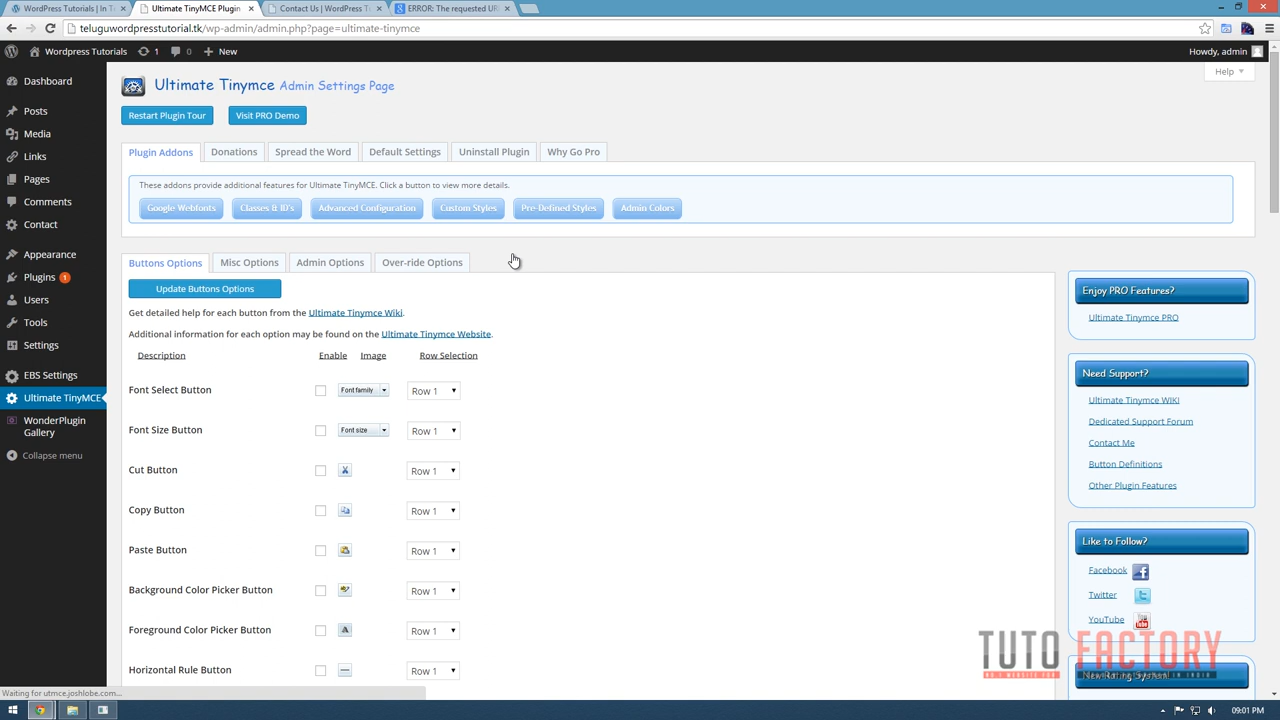 WordPress Tutorials | In T
Ultimate TinyMCE Plugin
Contact Us | WordPress T
ERROR: The requested URL
teluguwordpresstutorial.tk/wp-admin/admin.php?page=ultimate-tinymce
Wordpress Tutorials 1 0 + New Howdy, admin
Help
Dashboard
Posts
Media
Links
Pages
Comments
Contact
Appearance
Plugins 1
Users
Tools
Settings
EBS Settings
Ultimate TinyMCE
WonderPlugin
Gallery
Collapse menu
Ultimate Tinymce Admin Settings Page
Restart Plugin Tour Visit PRO Demo
Plugin Addons Donations Spread the Word Default Settings Uninstall Plugin Why Go Pro
These addons provide additional features for Ultimate TinyMCE. Click a button to view more details.
Google Webfonts Classes & ID's Advanced Configuration Custom Styles Pre-Defined Styles Admin Colors
Buttons Options Misc Options Admin Options Over-ride Options
Update Buttons Options
Get detailed help for each button from the Ultimate Tinymce Wiki.
Additional information for each option may be found on the Ultimate Tinymce Website.
Description Enable Image Row Selection
Font Select Button Font family Row 1
Font Size Button Font size Row 1
Cut Button Row 1
Copy Button Row 1
Paste Button Row 1
Background Color Picker Button Row 1
Foreground Color Picker Button A Row 1
Horizontal Rule Button Row 1
Enjoy PRO Features?
Ultimate Tinymce PRO
Need Support?
Ultimate Tinymce WIKI
Dedicated Support Forum
Contact Me
Button Definitions
Other Plugin Features
Like to Follow?
Facebook
Twitter
YouTube
New Rating System!
TUTO FACTORY
Waiting for utmce.joshlobe.com...
09:01 PM